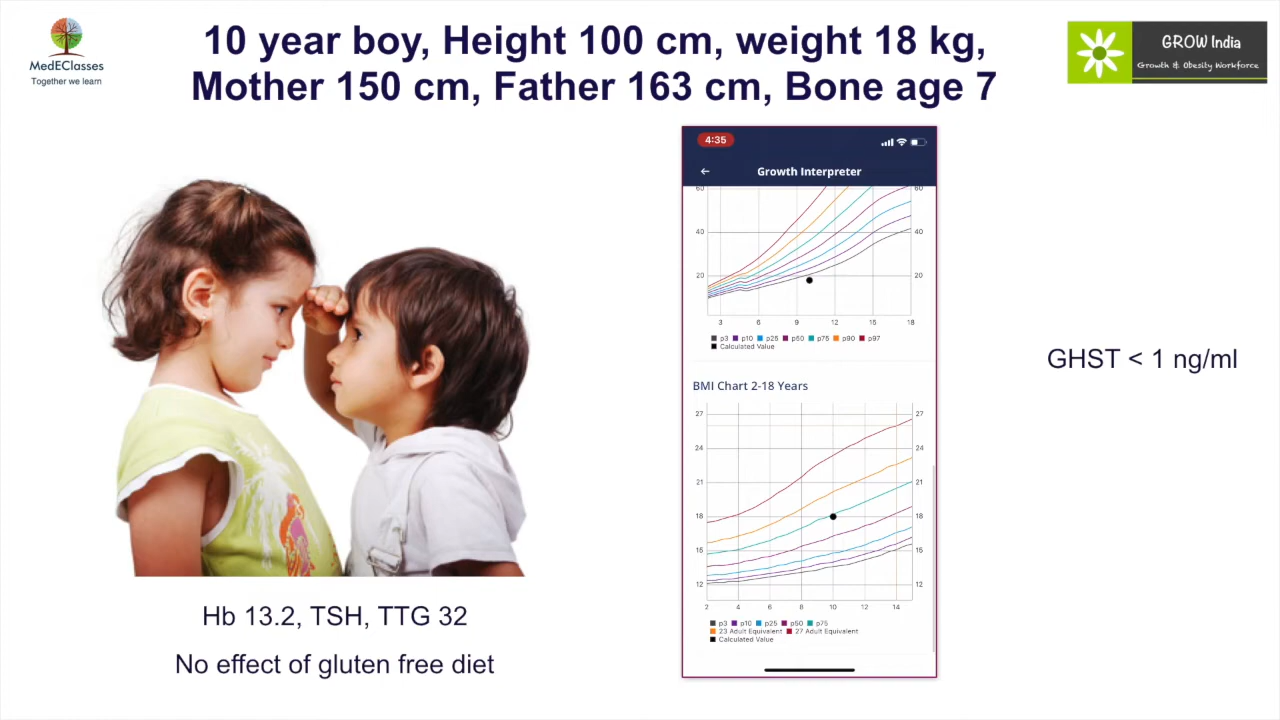 MedEClasses
Together we learn
10 year boy, Height 100 cm, weight 18 kg,
Mother 150 cm, Father 163 cm, Bone age 7
GROW India
Growth & Obesity Workforce
4:35
Growth Interpreter
60 60
40 40
20 20
3 6 9 12 15 18
p3 p10 p25 p50 p75 p90 p97
Calculated Value
BMI Chart 2-18 Years
27 27
24 24
21 21
18 18
15 15
12 12
2 4 6 8 10 12 14
p3 p10 p25 p50 p75
23 Adult Equivalent 27 Adult Equivalent
Calculated Value
GHST < 1 ng/ml
Hb 13.2, TSH, TTG 32
No effect of gluten free diet